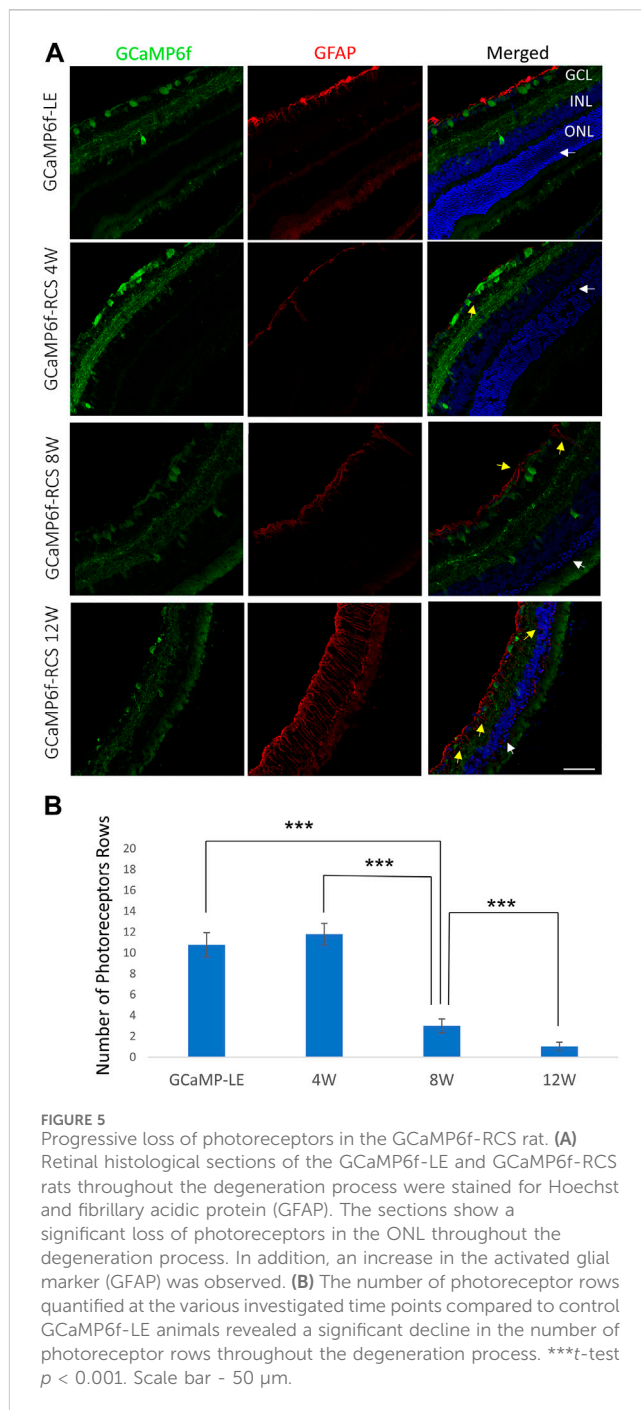 A
GCaMP6f
GFAP
Merged
GCaMP6f-LE
GCL
INL
ONL
GCaMP6f-RCS 4W
GCaMP6f-RCS 8W
GCaMP6f-RCS 12W
B
Number of Photoreceptors Rows
20
18
16
14
12
10
8
6
4
2
0
***
***
***
GCaMP-LE
4W
8W
12W
FIGURE 5
Progressive loss of photoreceptors in the GCaMP6f-RCS rat. (A)
Retinal histological sections of the GCaMP6f-LE and GCaMP6f-RCS
rats throughout the degeneration process were stained for Hoechst
and fibrillary acidic protein (GFAP). The sections show a
significant loss of photoreceptors in the ONL throughout the
degeneration process. In addition, an increase in the activated glial
marker (GFAP) was observed. (B) The number of photoreceptor rows
quantified at the various investigated time points compared to control
GCaMP6f-LE animals revealed a significant decline in the number of
photoreceptor rows throughout the degeneration process. ***t-test
p < 0.001. Scale bar - 50 μm.